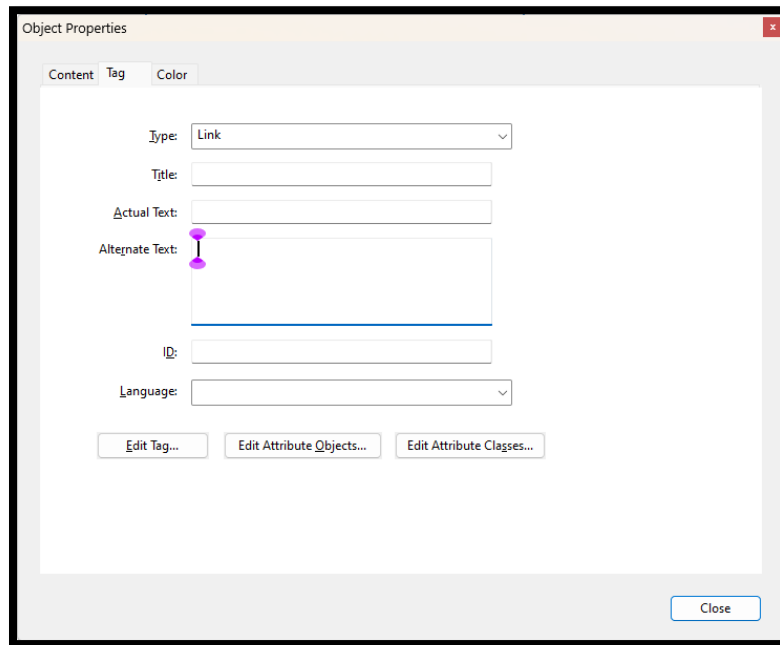 Object Properties
x
Content Tag Color
Type: Link
Title:
Actual Text:
Alternate Text:
ID:
Language:
Edit Tag... Edit Attribute Objects... Edit Attribute Classes...
Close